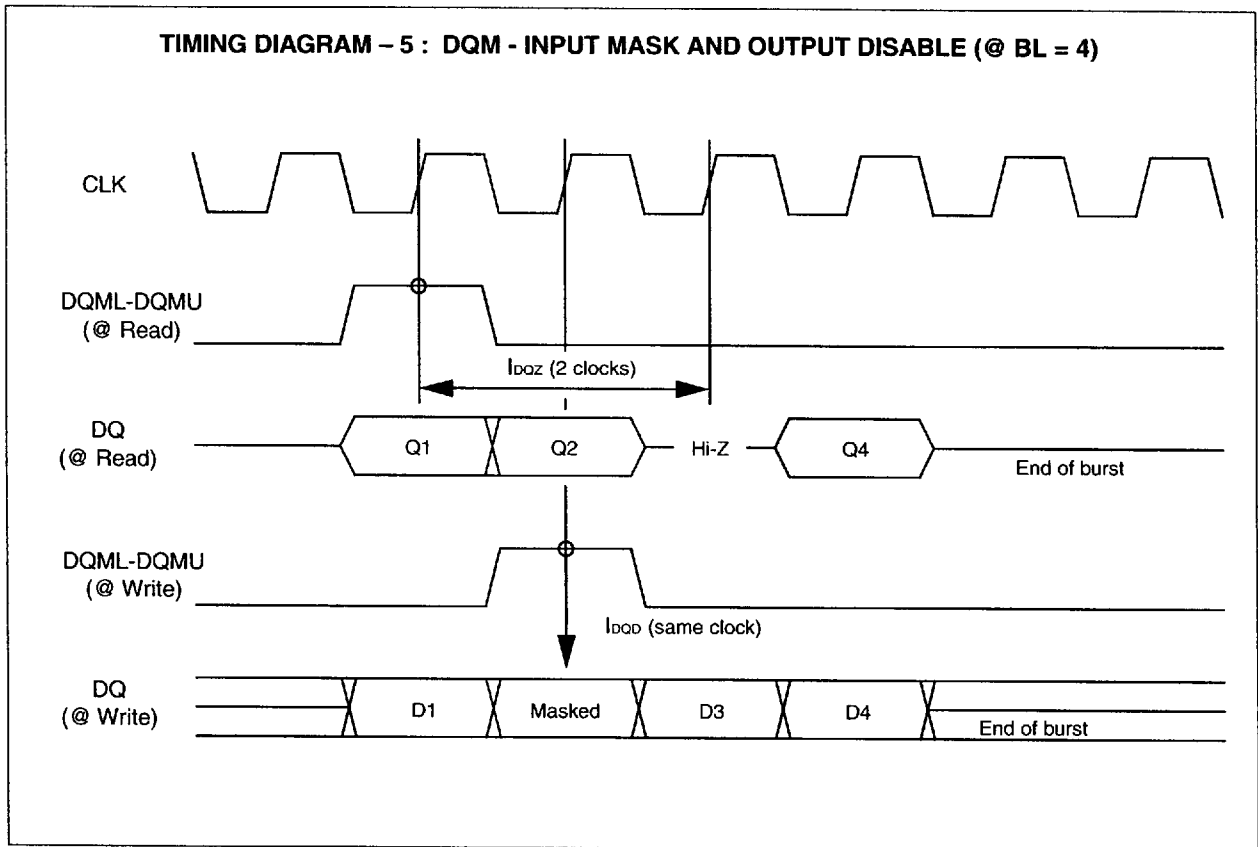 TIMING DIAGRAM – 5 : DQM - INPUT MASK AND OUTPUT DISABLE (@ BL = 4)
CLK
DQML-DQMU
(@ Read)
IDQZ (2 clocks)
DQ
(@ Read)
Q1
Q2
Hi-Z
Q4
End of burst
DQML-DQMU
(@ Write)
IDQD (same clock)
DQ
(@ Write)
D1
Masked
D3
D4
End of burst